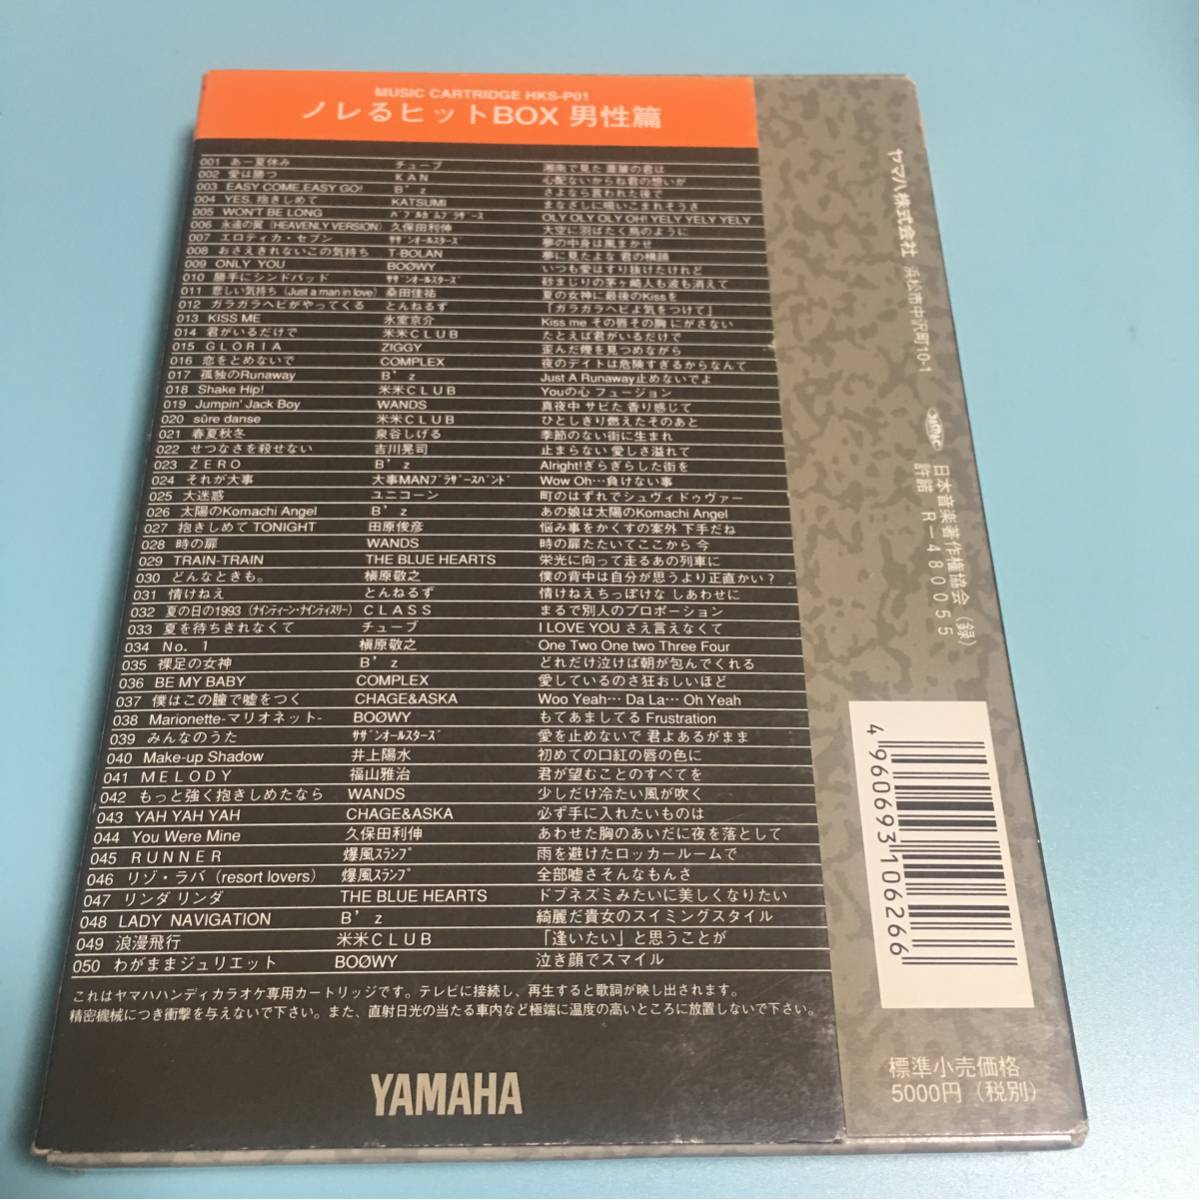 MUSIC CARTRIDGE HKS-P01
ノレるヒットBOX 男性篇
001 あー夏休み チューブ 湘南で見た 葦簾の君は
002 愛は勝つ KAN 心配ないからね君の想いが
003 EASY COME,EASY GO! B'z さよなら言われた後で
004 YES, 抱きしめて KATSUMI まなざしに吸いこまれそうさ
005 WON'T BE LONG バブルガムブラザース OLY OLY OLY OH! YELY YELY YELY
006 永遠の翼 (HEAVENLY VERSION) 久保田利伸 大空に羽ばたく鳥のように
007 エロティカ・セブン サザンオールスターズ 夢の中身は風まかせ
008 おさえきれないこの気持ち T-BOLAN 夢に見たよな 君の横顔
009 ONLY YOU BOØWY いつも愛はすり抜けたけれど
010 勝手にシンドバッド サザンオールスターズ 砂まじりの茅ヶ崎人も波も消えて
011 悲しい気持ち (Just a man in love) 桑田佳祐 夏の女神に最後のKissを
012 ガラガラヘビがやってくる とんねるず 「ガラガラヘビよ気をつけて」
013 KISS ME 氷室京介 Kiss me その唇その胸 にがさない
014 君がいるだけで 米米CLUB たとえば君がいるだけで
015 GLORIA ZIGGY 歪んだ煙を見つめながら
016 恋をとめないで COMPLEX 夜のデイトは危険すぎるからなんて
017 孤独のRunaway B'z Just A Runaway止めないでよ
018 Shake Hip! 米米CLUB Youの心 フュージョン
019 Jumpin' Jack Boy WANDS 真夜中 サビた 香り感じて
020 sûre danse 米米CLUB ひとしきり燃えたそのあと
021 春夏秋冬 泉谷しげる 季節のない街に生まれ
022 せつなさを殺せない 吉川晃司 止まらない 愛しさ溢れて
023 ZERO B'z Alright!ぎらぎらした街を
024 それが大事 大事MANブラザースバンド Wow Oh…負けない事
025 大迷惑 ユニコーン 町のはずれでシュヴィドゥヴァー
026 太陽のKomachi Angel B'z あの娘は太陽のKomachi Angel
027 抱きしめて TONIGHT 田原俊彦 悩み事をかくすの案外 下手だね
028 時の扉 WANDS 時の扉たたいてここから 今
029 TRAIN-TRAIN THE BLUE HEARTS 栄光に向って走るあの列車に
030 どんなときも。 槇原敬之 僕の背中は自分が思うより正直かい?
031 情けねえ とんねるず 情けねえちっぽけな しあわせに
032 夏の日の1993 (ナインティーン・ナインティスリー) CLASS まるで別人のプロポーション
033 夏を待ちきれなくて チューブ I LOVE YOU さえ言えなくて
034 No. 1 槇原敬之 One Two One two Three Four
035 裸足の女神 B'z どれだけ泣けば朝が包んでくれる
036 BE MY BABY COMPLEX 愛しているのさ狂おしいほど
037 僕はこの瞳で嘘をつく CHAGE&ASKA Woo Yeah… Da La… Oh Yeah
038 Marionette-マリオネット- BOØWY もてあましてる Frustration
039 みんなのうた サザンオールスターズ 愛を止めないで 君よあるがまま
040 Make-up Shadow 井上陽水 初めての口紅の唇の色に
041 MELODY 福山雅治 君が望むことのすべてを
042 もっと強く抱きしめたなら WANDS 少しだけ冷たい風が吹く
043 YAH YAH YAH CHAGE&ASKA 必ず手に入れたいものは
044 You Were Mine 久保田利伸 あわせた胸のあいだに夜を落として
045 RUNNER 爆風スランプ 雨を避けたロッカールームで
046 リゾ・ラバ (resort lovers) 爆風スランプ 全部嘘さそんなもんさ
047 リンダ リンダ THE BLUE HEARTS ドブネズミみたいに美しくなりたい
048 LADY NAVIGATION B'z 綺麗だ貴女のスイミングスタイル
049 浪漫飛行 米米CLUB 「逢いたい」と思うことが
050 わがままジュリエット BOØWY 泣き顔でスマイル
これはヤマハハンディカラオケ専用カートリッジです。テレビに接続し、再生すると歌詞が映し出されます。
精密機械につき衝撃を与えないで下さい。また、直射日光の当たる車内など極端に温度の高いところに放置しないで下さい。
YAMAHA
ヤマハ株式会社 浜松市中沢町10-1
日本音楽著作権協会(録)
許諾 R-480055
4960693106266
標準小売価格
5000円(税別)